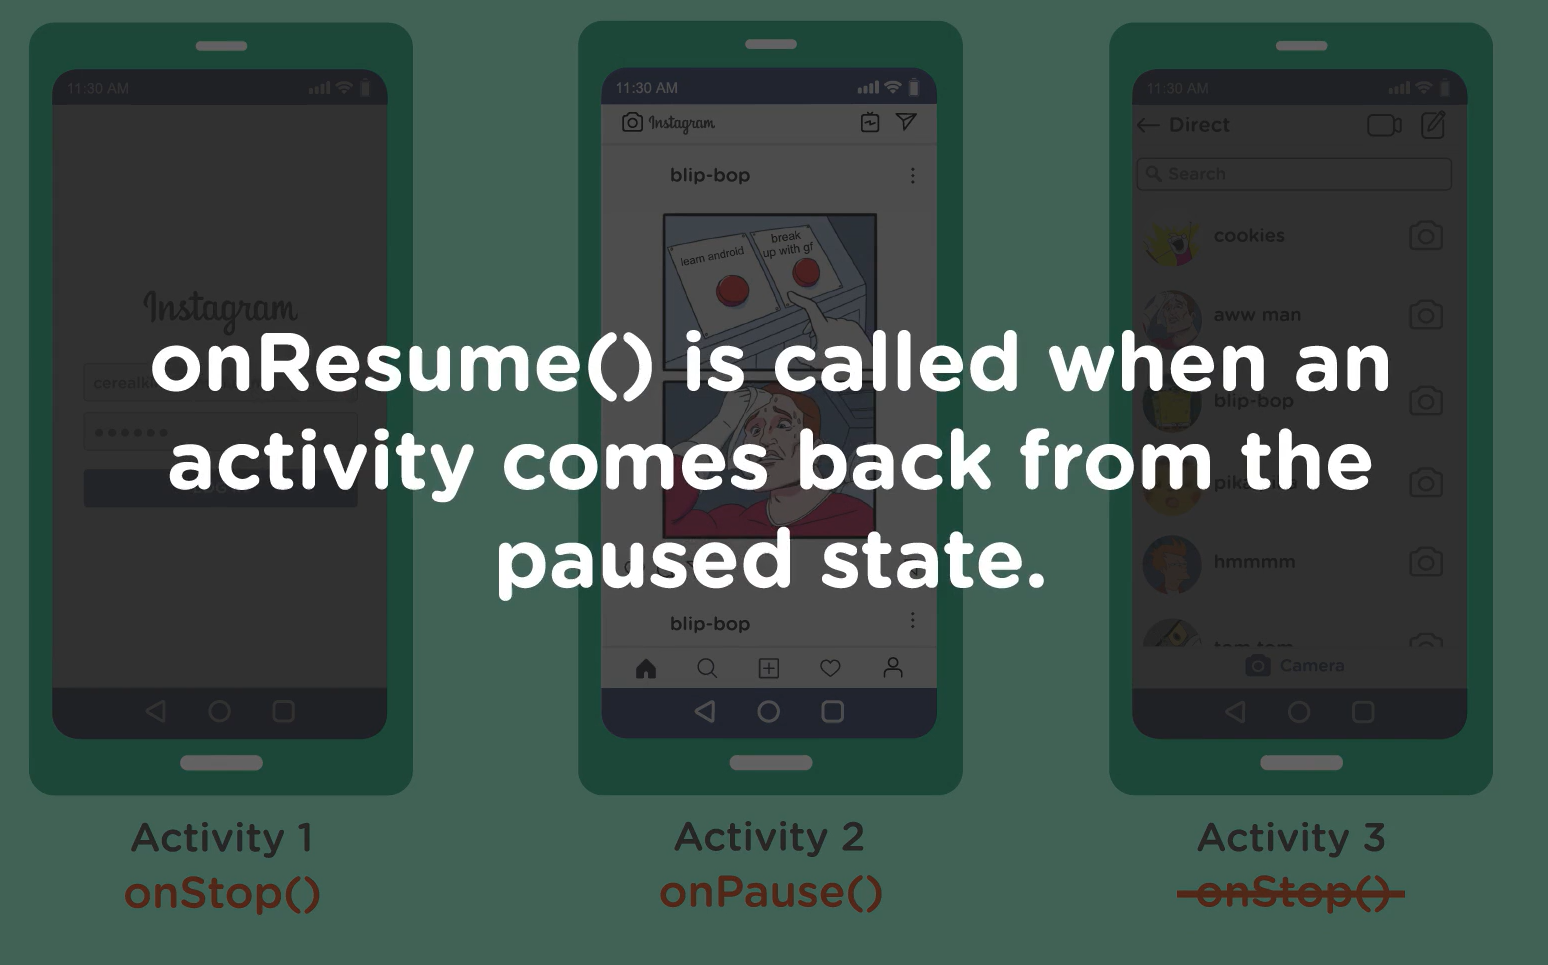 11:30 AM
Instagram
cerealk
Activity 1
onStop()
11:30 AM
Instagram
blip-bop
learn android
break
up with gf
blip-bop
Activity 2
onPause()
11:30 AM
Direct
Search
cookies
aww man
blip-bop
hmmmm
Camera
Activity 3
onStop()
onResume() is called when an
activity comes back from the
paused state.